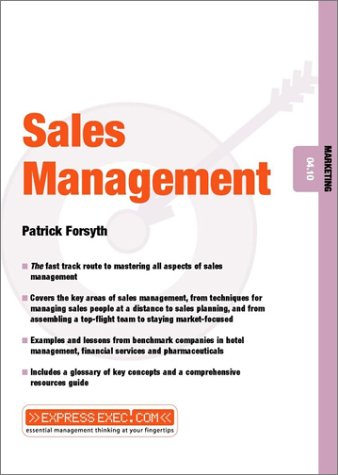 Sales
Management
MARKETING
04.10
Patrick Forsyth
The fast track route to mastering all aspects of sales
management
Covers the key areas of sales management, from techniques for
managing sales people at a distance to sales planning, and from
assembling a top-flight team to staying market-focused
Examples and lessons from benchmark companies in hotel
management, financial services and pharmaceuticals
Includes a glossary of key concepts and a comprehensive
resources guide
>> EXPRESS EXEC.COM >>
essential management thinking at your fingertips